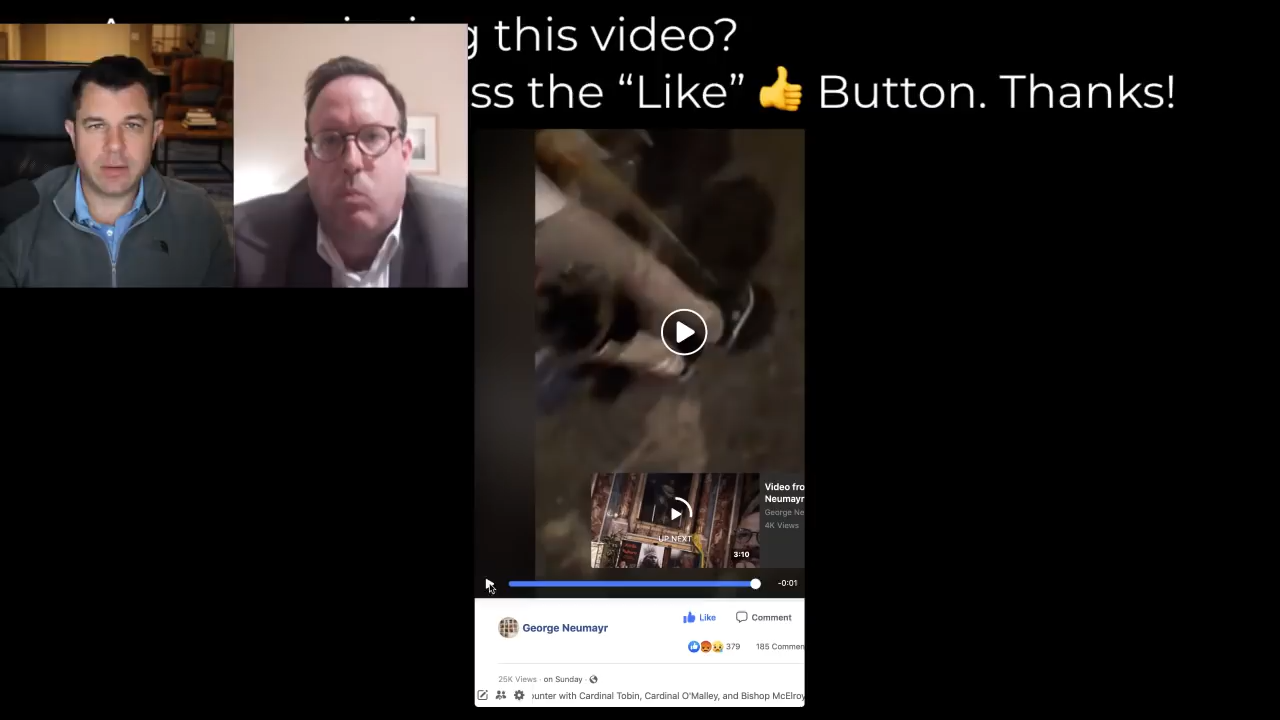 this video?
ss the “Like” 👍 Button. Thanks!
Video fro
Neumayr
George Ne
4K Views
UP NEXT
3:10
-0:01
George Neumayr
Like
Comment
379
185 Commen
25K Views · on Sunday ·
unter with Cardinal Tobin, Cardinal O'Malley, and Bishop McElroy